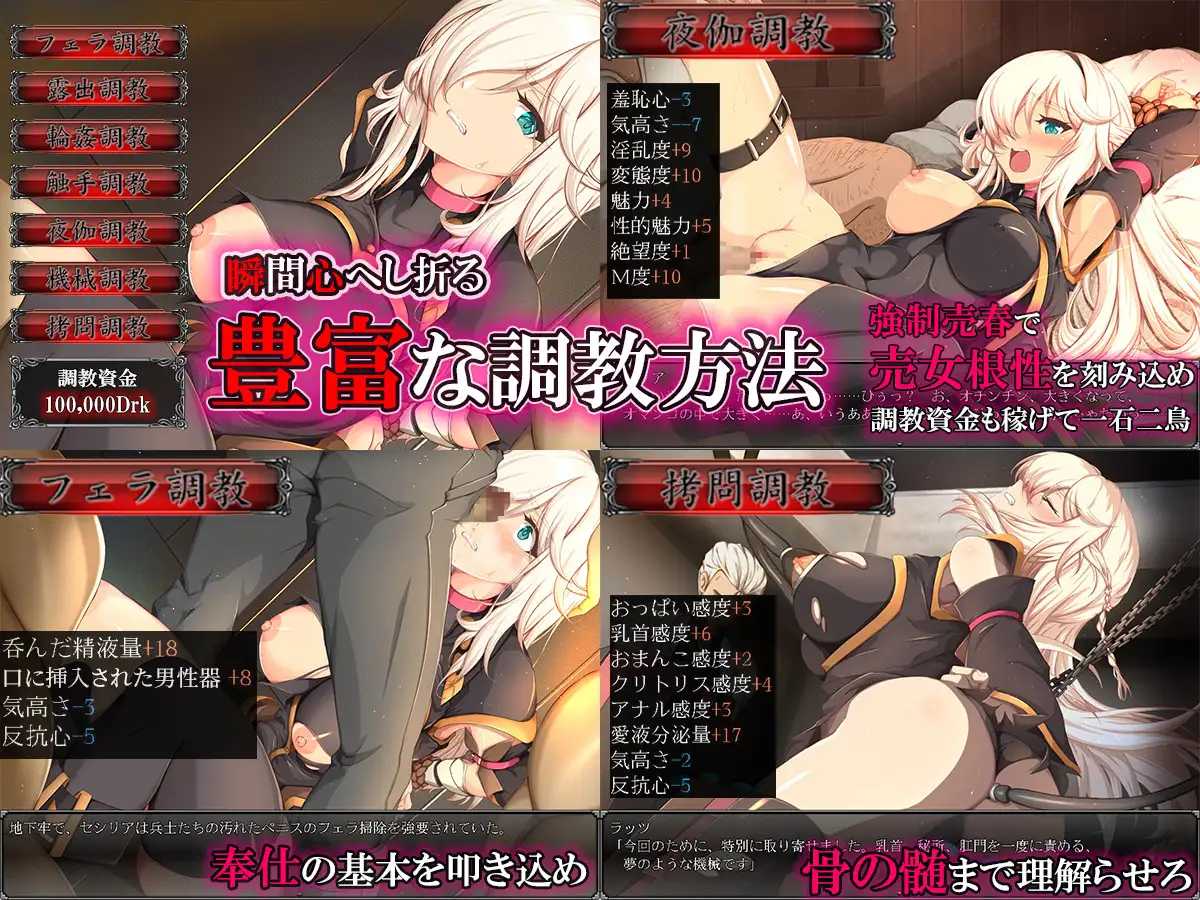 フェラ調教
露出調教
輪姦調教
触手調教
夜伽調教
機械調教
拷問調教
調教資金
100,000Drk
瞬間心へし折る
豊富な調教方法
夜伽調教
羞恥心-3
気高さ--7
淫乱度+9
変態度+10
魅力+4
性的魅力+5
絶望度+1
M度+10
強制売春で
売女根性を刻み込め
調教資金も稼げて一石二鳥
フェラ調教
呑んだ精液量+18
口に挿入された男性器 +8
気高さ-3
反抗心-5
地下牢で、セシリアは兵士たちの汚れたペニスのフェラ掃除を強要されていた。
奉仕の基本を叩き込め
拷問調教
おっぱい感度+3
乳首感度+6
おまんこ感度+2
クリトリス感度+4
アナル感度+3
愛液分泌量+17
気高さ-2
反抗心-5
ラッツ
「今回のために、特別に取り寄せました。乳首、秘所、肛門を一度に責める、
夢のような機械です」
骨の髄まで理解らせろ